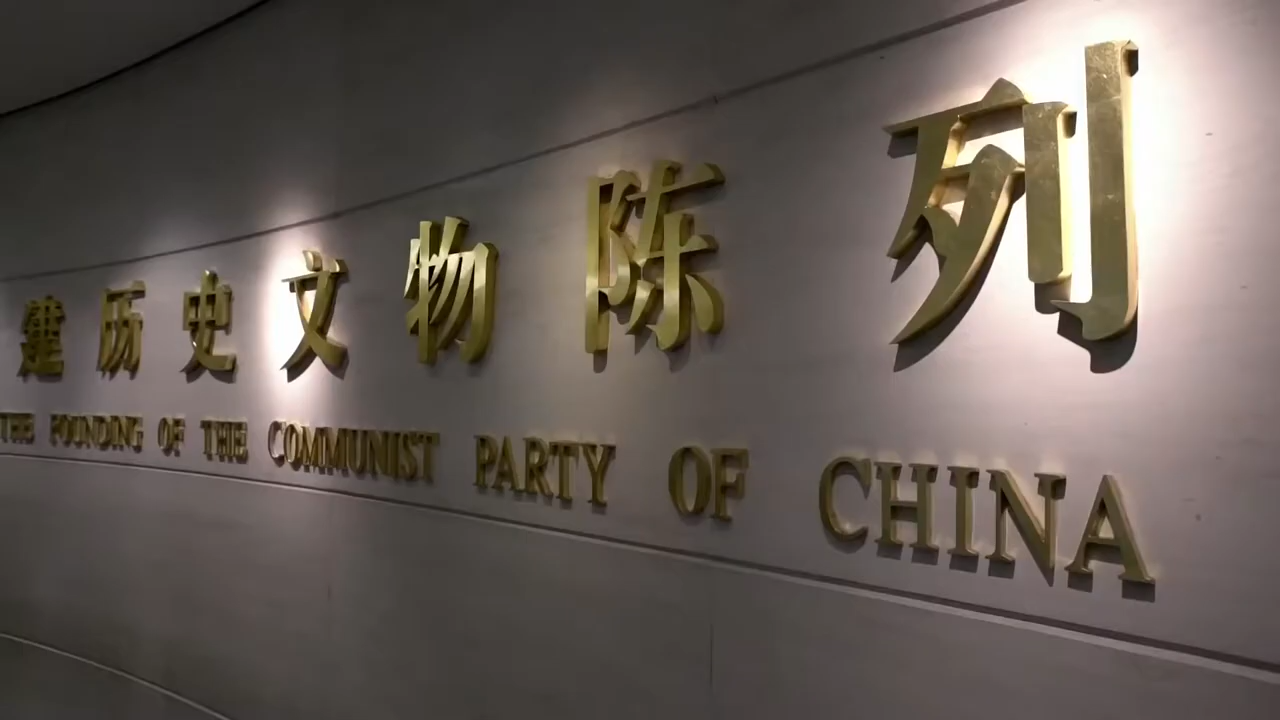 建历史文物陈列
THE FOUNDING OF THE COMMUNIST PARTY OF CHINA